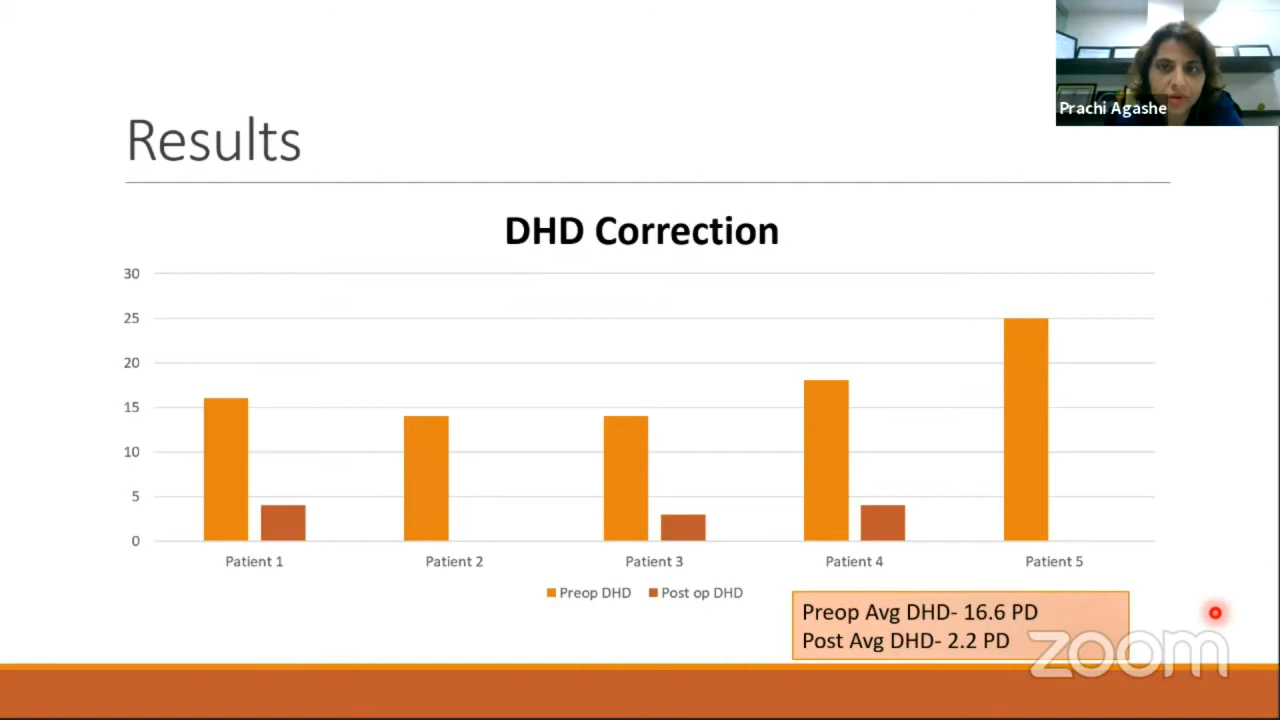 Prachi Agashe
Results
DHD Correction
30
25
20
15
10
5
0
Patient 1 Patient 2 Patient 3 Patient 4 Patient 5
Preop DHD Post op DHD
Preop Avg DHD- 16.6 PD
Post Avg DHD- 2.2 PD
zoom